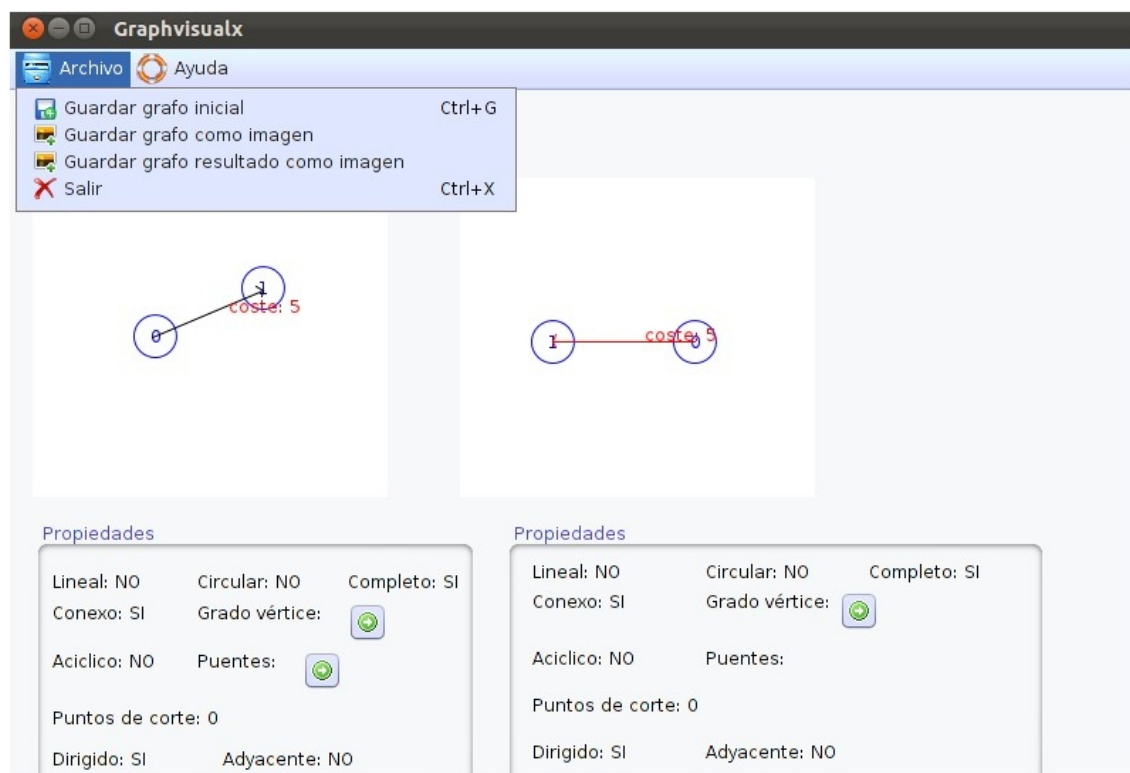 Graphvisualx
Archivo Ayuda
Guardar grafo inicial Ctrl+G
Guardar grafo como imagen
Guardar grafo resultado como imagen
Salir Ctrl+X
1
coste: 5
0
1 coste: 5 0
Propiedades
Lineal: NO Circular: NO Completo: SI
Conexo: SI Grado vértice:
Aciclico: NO Puentes:
Puntos de corte: 0
Dirigido: SI Adyacente: NO
Propiedades
Lineal: NO Circular: NO Completo: SI
Conexo: SI Grado vértice:
Aciclico: NO Puentes:
Puntos de corte: 0
Dirigido: SI Adyacente: NO